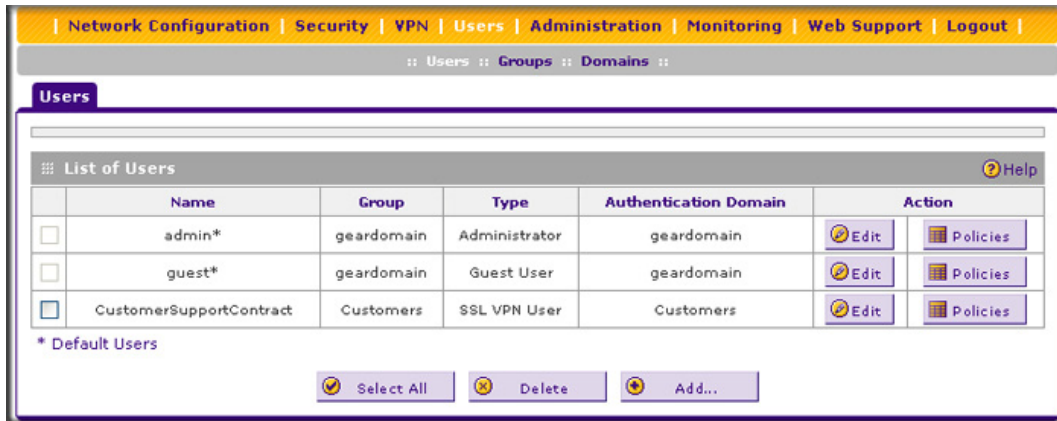 | Network Configuration | Security | VPN | Users | Administration | Monitoring | Web Support | Logout |
:: Users :: Groups :: Domains ::
Users
List of Users Help
Name Group Type Authentication Domain Action
admin* geardomain Administrator geardomain Edit Policies
guest* geardomain Guest User geardomain Edit Policies
CustomerSupportContract Customers SSL VPN User Customers Edit Policies
* Default Users
Select All Delete Add...